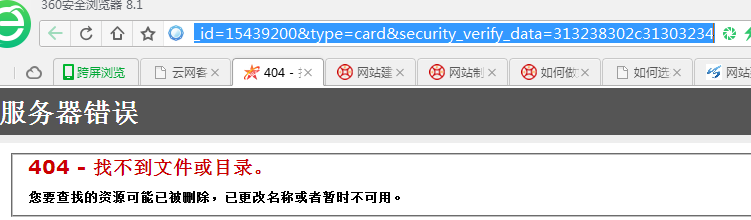 360安全浏览器 8.1
_id=15439200&type=card&security_verify_data=313238302c31303234
跨屏浏览 云网客 404 - 网站建 网站制 如何做 如何选 网站
服务器错误
404 - 找不到文件或目录。
您要查找的资源可能已被删除，已更改名称或者暂时不可用。